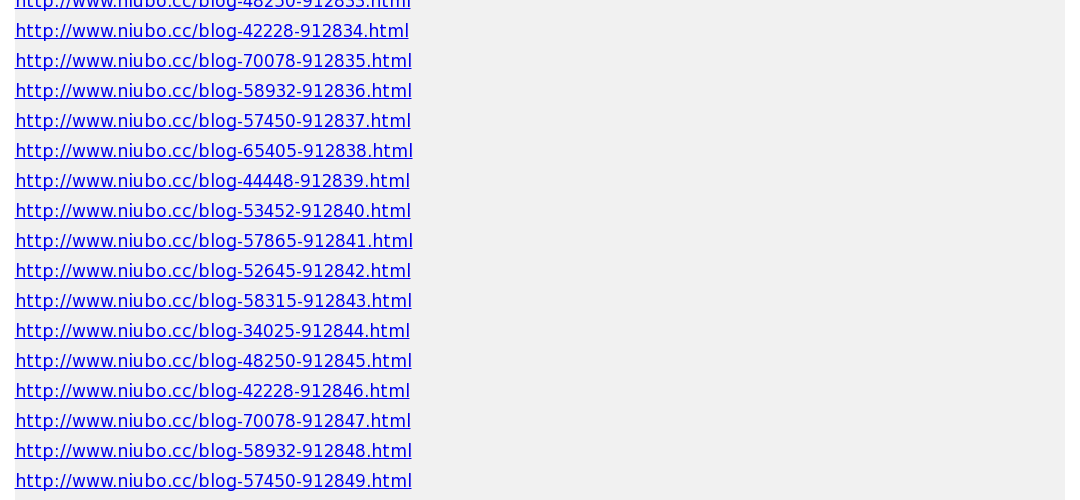 http://www.niubo.cc/blog-48250-912833.html
http://www.niubo.cc/blog-42228-912834.html
http://www.niubo.cc/blog-70078-912835.html
http://www.niubo.cc/blog-58932-912836.html
http://www.niubo.cc/blog-57450-912837.html
http://www.niubo.cc/blog-65405-912838.html
http://www.niubo.cc/blog-44448-912839.html
http://www.niubo.cc/blog-53452-912840.html
http://www.niubo.cc/blog-57865-912841.html
http://www.niubo.cc/blog-52645-912842.html
http://www.niubo.cc/blog-58315-912843.html
http://www.niubo.cc/blog-34025-912844.html
http://www.niubo.cc/blog-48250-912845.html
http://www.niubo.cc/blog-42228-912846.html
http://www.niubo.cc/blog-70078-912847.html
http://www.niubo.cc/blog-58932-912848.html
http://www.niubo.cc/blog-57450-912849.html